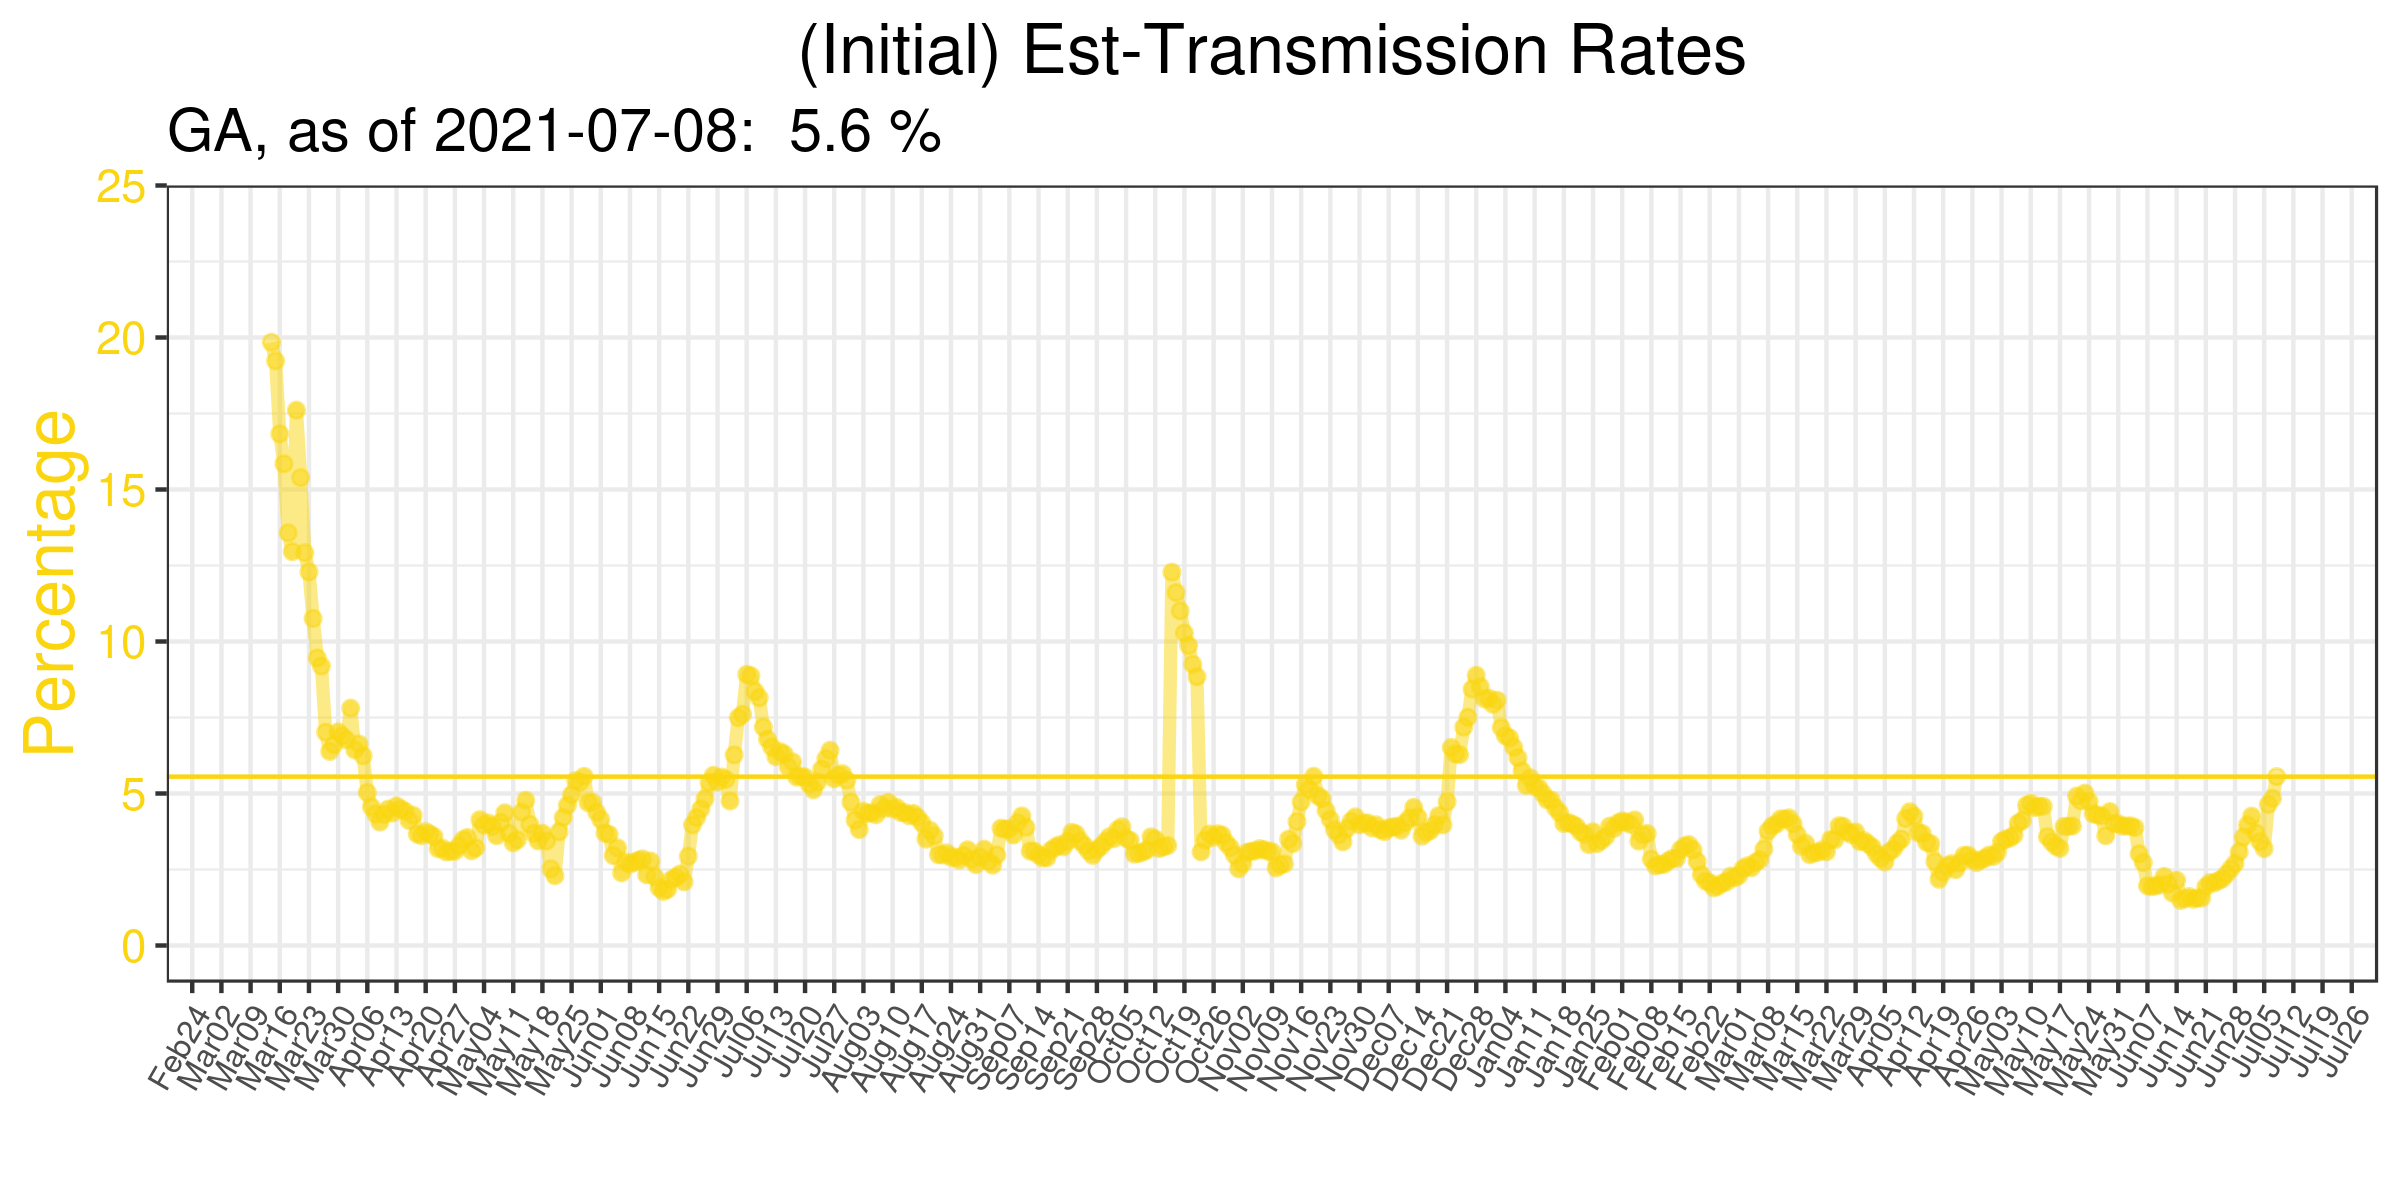 (Initial) Est-Transmission Rates
GA, as of 2021-07-08:  5.6 %
Percentage
25
20
15
10
5
0
Feb24
Mar02
Mar09
Mar16
Mar23
Mar30
Apr06
Apr13
Apr20
Apr27
May04
May11
May18
May25
Jun01
Jun08
Jun15
Jun22
Jun29
Jul06
Jul13
Jul20
Jul27
Aug03
Aug10
Aug17
Aug24
Aug31
Sep07
Sep14
Sep21
Sep28
Oct05
Oct12
Oct19
Oct26
Nov02
Nov09
Nov16
Nov23
Nov30
Dec07
Dec14
Dec21
Dec28
Jan04
Jan11
Jan18
Jan25
Feb01
Feb08
Feb15
Feb22
Mar01
Mar08
Mar15
Mar22
Mar29
Apr05
Apr12
Apr19
Apr26
May03
May10
May17
May24
May31
Jun07
Jun14
Jun21
Jun28
Jul05
Jul12
Jul19
Jul26